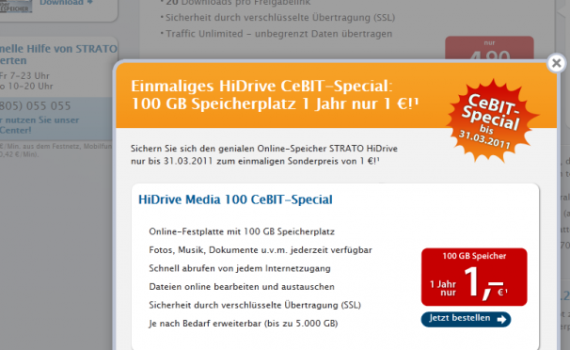 Download
20 Downloads pro Freigabelink
Sicherheit durch verschlüsselte Übertragung (SSL)
Traffic Unlimited – unbegrenzt Daten übertragen
nelle Hilfe von STRATO
erten
Fr 7–23 Uhr
o 10–20 Uhr
805) 055 055
r nutzen Sie unser
Center!
nur
4,90
Einmaliges HiDrive CeBIT-Special:
100 GB Speicherplatz 1 Jahr nur 1 €!¹
CeBIT-
Special
bis
31.03.2011
Sichern Sie sich den genialen Online-Speicher STRATO HiDrive
nur bis 31.03.2011 zum einmaligen Sonderpreis von 1 €!¹
HiDrive Media 100 CeBIT-Special
Online-Festplatte mit 100 GB Speicherplatz
Fotos, Musik, Dokumente u.v.m. jederzeit verfügbar
Schnell abrufen von jedem Internetzugang
Dateien online bearbeiten und austauschen
Sicherheit durch verschlüsselte Übertragung (SSL)
Je nach Bedarf erweiterbar (bis zu 5.000 GB)
100 GB Speicher
1 Jahr nur 1,– €¹
Jetzt bestellen